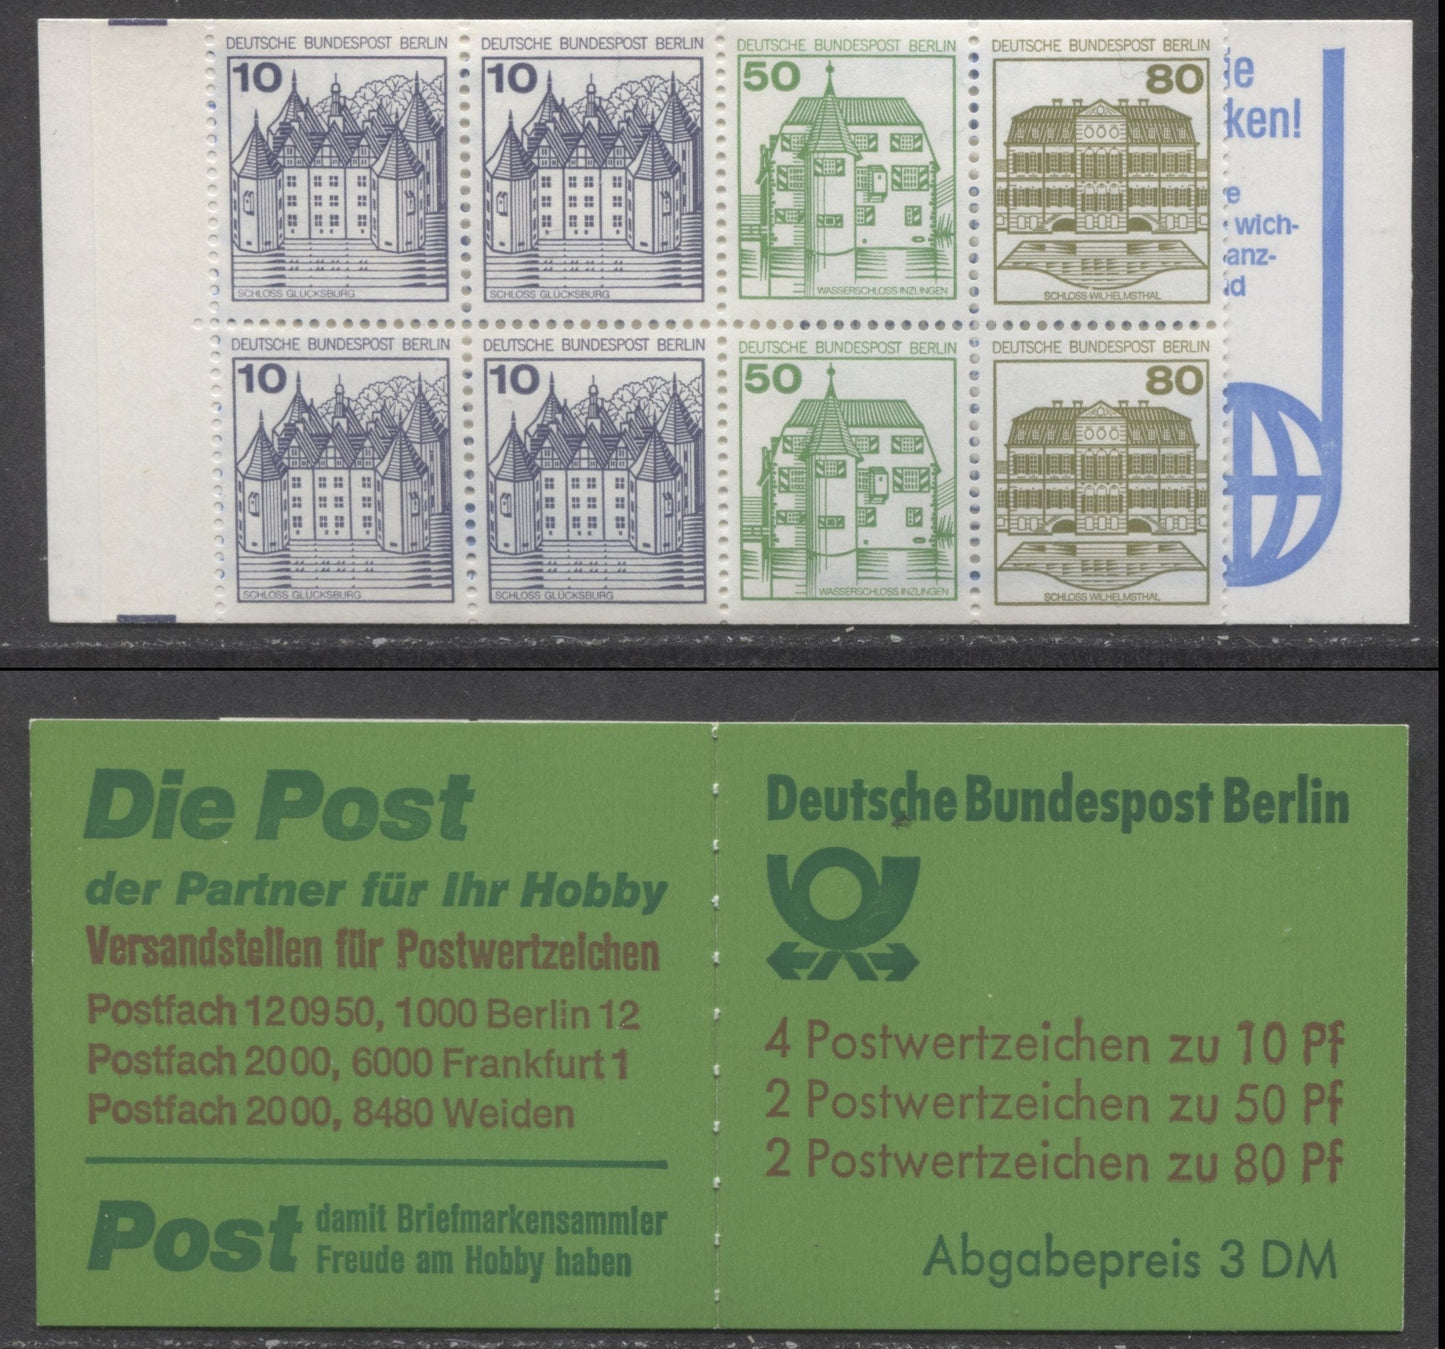 DEUTSCHE BUNDESPOST BERLIN
10
SCHLOSS GLÜCKSBURG
DEUTSCHE BUNDESPOST BERLIN
10
SCHLOSS GLÜCKSBURG
DEUTSCHE BUNDESPOST BERLIN
50
WASSERSCHLOSS INZLINGEN
DEUTSCHE BUNDESPOST BERLIN
80
SCHLOSS WILHELMSTHAL
DEUTSCHE BUNDESPOST BERLIN
10
SCHLOSS GLÜCKSBURG
DEUTSCHE BUNDESPOST BERLIN
10
SCHLOSS GLÜCKSBURG
DEUTSCHE BUNDESPOST BERLIN
50
WASSERSCHLOSS INZLINGEN
DEUTSCHE BUNDESPOST BERLIN
80
SCHLOSS WILHELMSTHAL
ie
ken!
e
wich-
anz-
d
Die Post
der Partner für Ihr Hobby
Versandstellen für Postwertzeichen
Postfach 120950, 1000 Berlin 12
Postfach 2000, 6000 Frankfurt 1
Postfach 2000, 8480 Weiden
Post
damit Briefmarkensammler
Freude am Hobby haben
Deutsche Bundespost Berlin
4 Postwertzeichen zu 10 Pf
2 Postwertzeichen zu 50 Pf
2 Postwertzeichen zu 80 Pf
Abgabepreis 3 DM